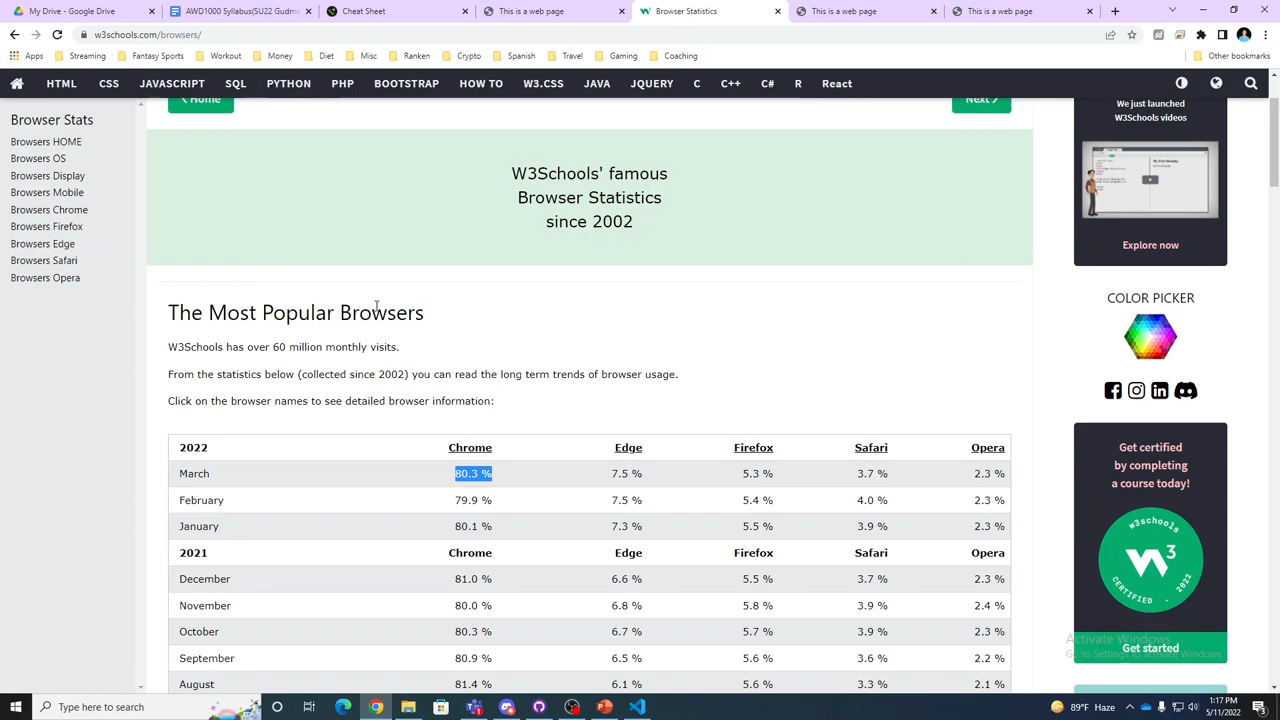 My Drive - Google Drive
AWD1000 Syllabus(SU22 Gudm
Cheat Sheet
This is a web page
Browser Statistics
This is a web page
This is a web page
w3schools.com/browsers/
Apps Streaming Fantasy Sports Workout Money Diet Misc Ranken Crypto Spanish Travel Gaming Coaching Other bookmarks
HTML CSS JAVASCRIPT SQL PYTHON PHP BOOTSTRAP HOW TO W3.CSS JAVA JQUERY C C++ C# R React
Browser Stats
Browsers HOME
Browsers OS
Browsers Display
Browsers Mobile
Browsers Chrome
Browsers Firefox
Browsers Edge
Browsers Safari
Browsers Opera
❮ Home
Next ❯
W3Schools' famous
Browser Statistics
since 2002
The Most Popular Browsers
W3Schools has over 60 million monthly visits.
From the statistics below (collected since 2002) you can read the long term trends of browser usage.
Click on the browser names to see detailed browser information:
2022 Chrome Edge Firefox Safari Opera
March 80.3 % 7.5 % 5.3 % 3.7 % 2.3 %
February 79.9 % 7.5 % 5.4 % 4.0 % 2.3 %
January 80.1 % 7.3 % 5.5 % 3.9 % 2.3 %
2021 Chrome Edge Firefox Safari Opera
December 81.0 % 6.6 % 5.5 % 3.7 % 2.3 %
November 80.0 % 6.8 % 5.8 % 3.9 % 2.4 %
October 80.3 % 6.7 % 5.7 % 3.9 % 2.3 %
September 80.9 % 6.5 % 5.6 % 3.6 % 2.2 %
August 81.4 % 6.1 % 5.6 % 3.3 % 2.1 %
We just launched
W3Schools videos
Explore now
COLOR PICKER
Get certified
by completing
a course today!
w3schools
W3
CERTIFIED . 2022
Get started
Activate Windows
Go to Settings to activate Windows.
Type here to search
89°F Haze
1:17 PM
5/11/2022
3